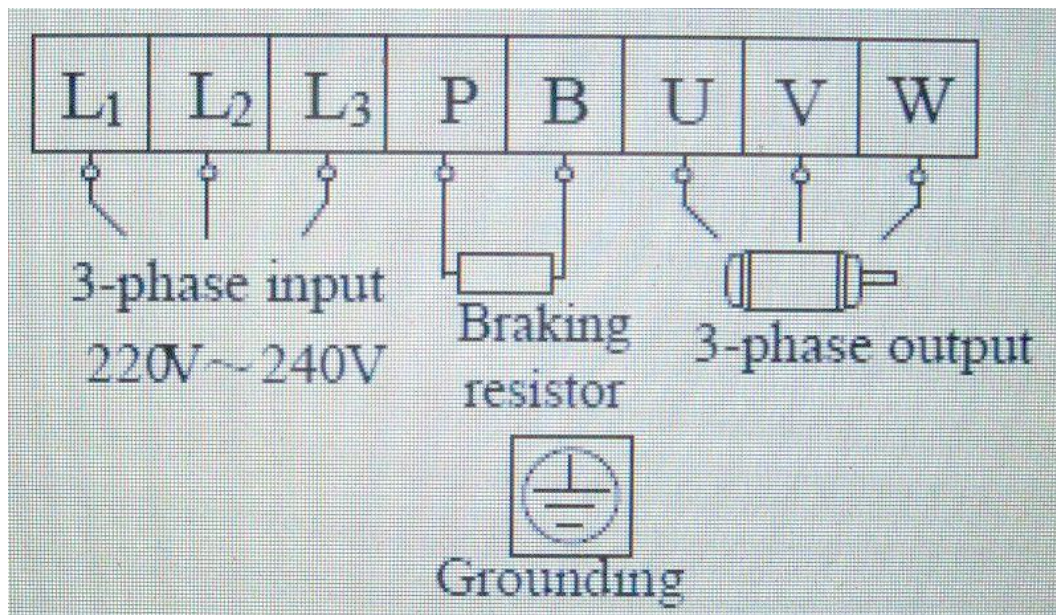 L1 L2 L3 P B U V W
3-phase input
220V～240V
Braking
resistor
3-phase output
Grounding